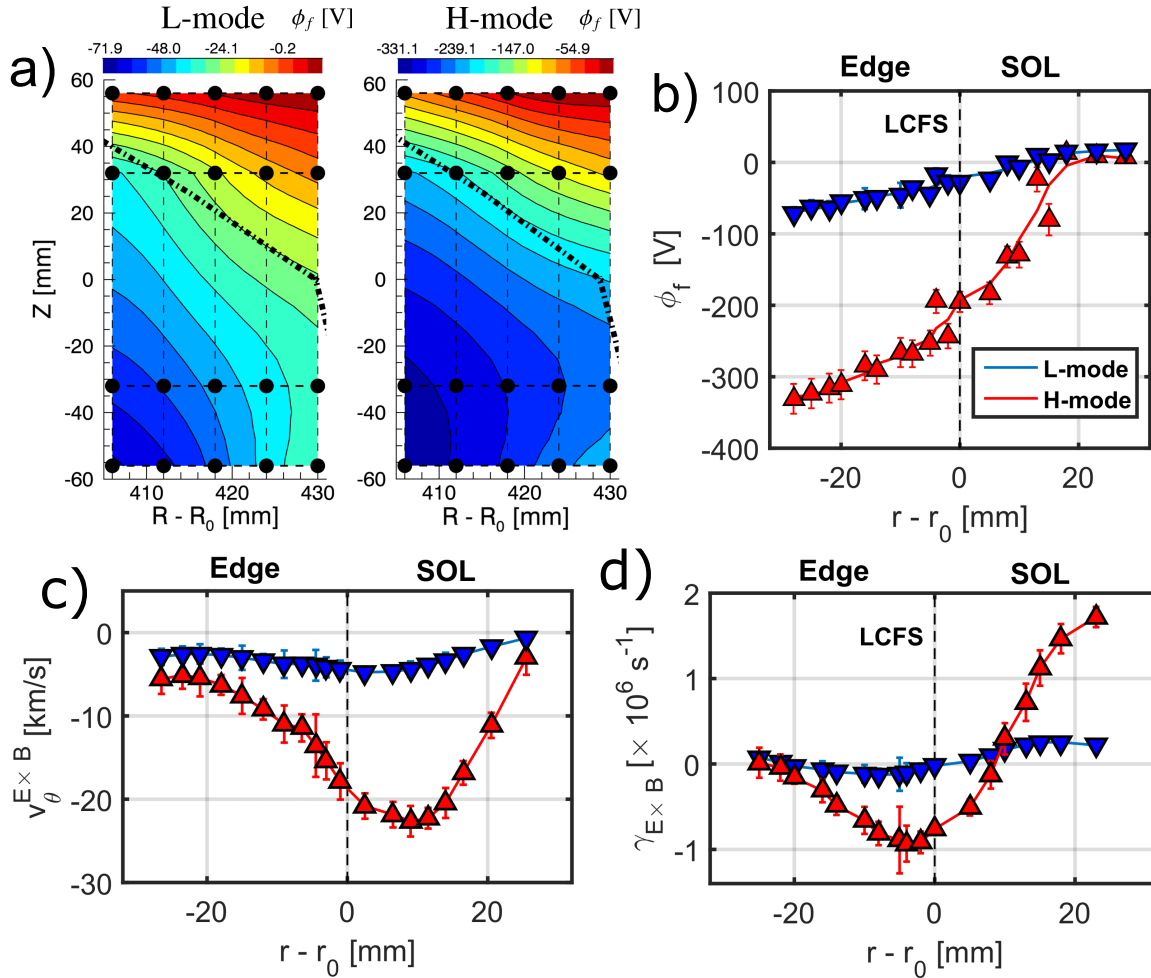 a)
L-mode ϕf [V]
-71.9 -48.0 -24.1 -0.2
H-mode ϕf [V]
-331.1 -239.1 -147.0 -54.9
60
40
20
0
-20
-40
-60
Z [mm]
410 420 430
R - R0 [mm]
60
40
20
0
-20
-40
-60
410 420 430
R - R0 [mm]
b)
Edge SOL
LCFS
100
0
-100
-200
-300
-400
ϕf [V]
L-mode
H-mode
-20 0 20
r - r0 [mm]
c)
Edge SOL
0
-10
-20
-30
vθE × B [km/s]
-20 0 20
r - r0 [mm]
d)
Edge SOL
LCFS
2
1
0
-1
γE × B [× 10⁶ s⁻¹]
-20 0 20
r - r0 [mm]